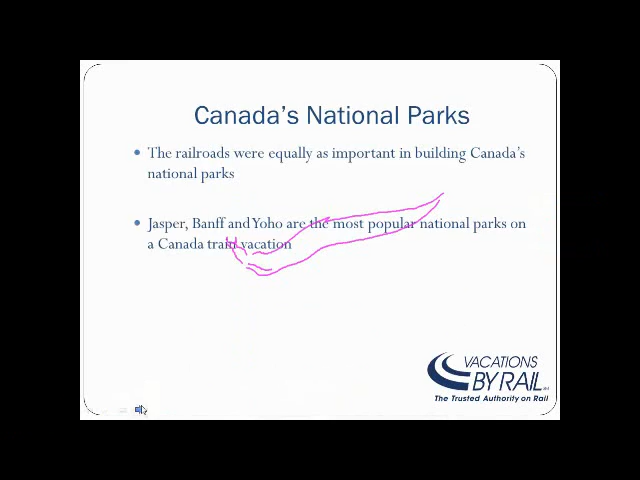 Canada's National Parks
• The railroads were equally as important in building Canada's
national parks
• Jasper, Banff and Yoho are the most popular national parks on
a Canada train vacation
VACATIONS
BY RAIL
The Trusted Authority on Rail